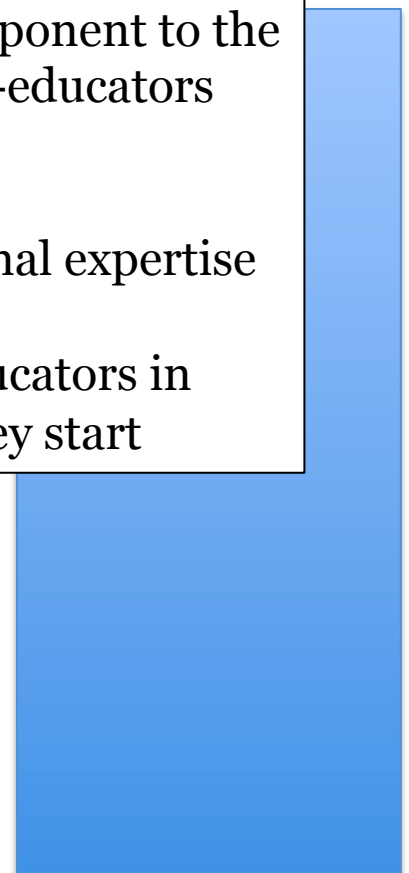 ponent to the
-educators
nal expertise
ucators in
ey start